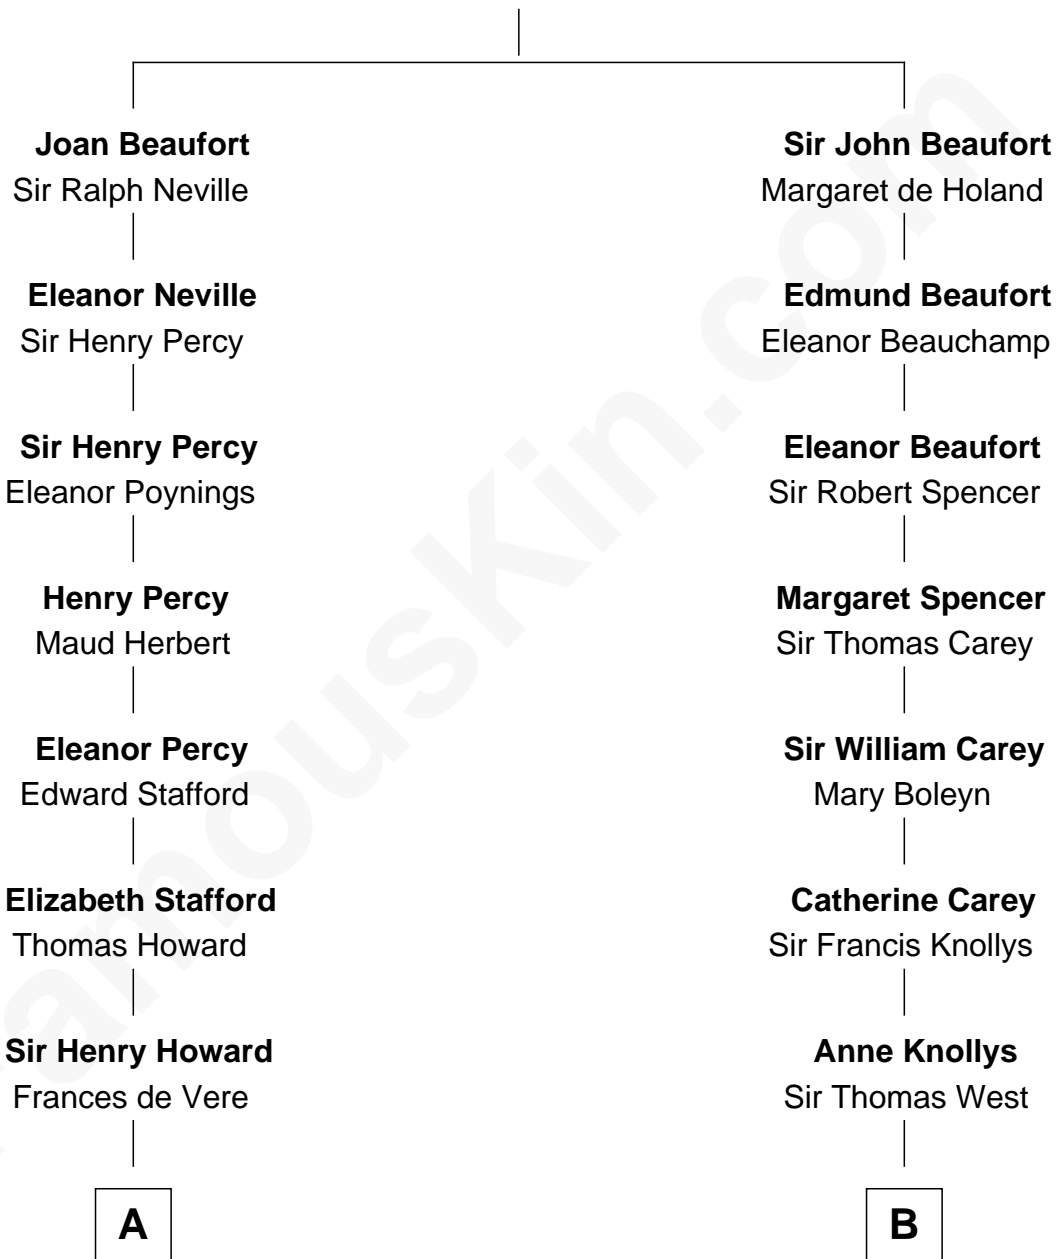 Joan Beaufort
Sir Ralph Neville
Eleanor Neville
Sir Henry Percy
Sir Henry Percy
Eleanor Poynings
Henry Percy
Maud Herbert
Eleanor Percy
Edward Stafford
Elizabeth Stafford
Thomas Howard
Sir Henry Howard
Frances de Vere
A
Sir John Beaufort
Margaret de Holand
Edmund Beaufort
Eleanor Beauchamp
Eleanor Beaufort
Sir Robert Spencer
Margaret Spencer
Sir Thomas Carey
Sir William Carey
Mary Boleyn
Catherine Carey
Sir Francis Knollys
Anne Knollys
Sir Thomas West
B
FamousKin.com